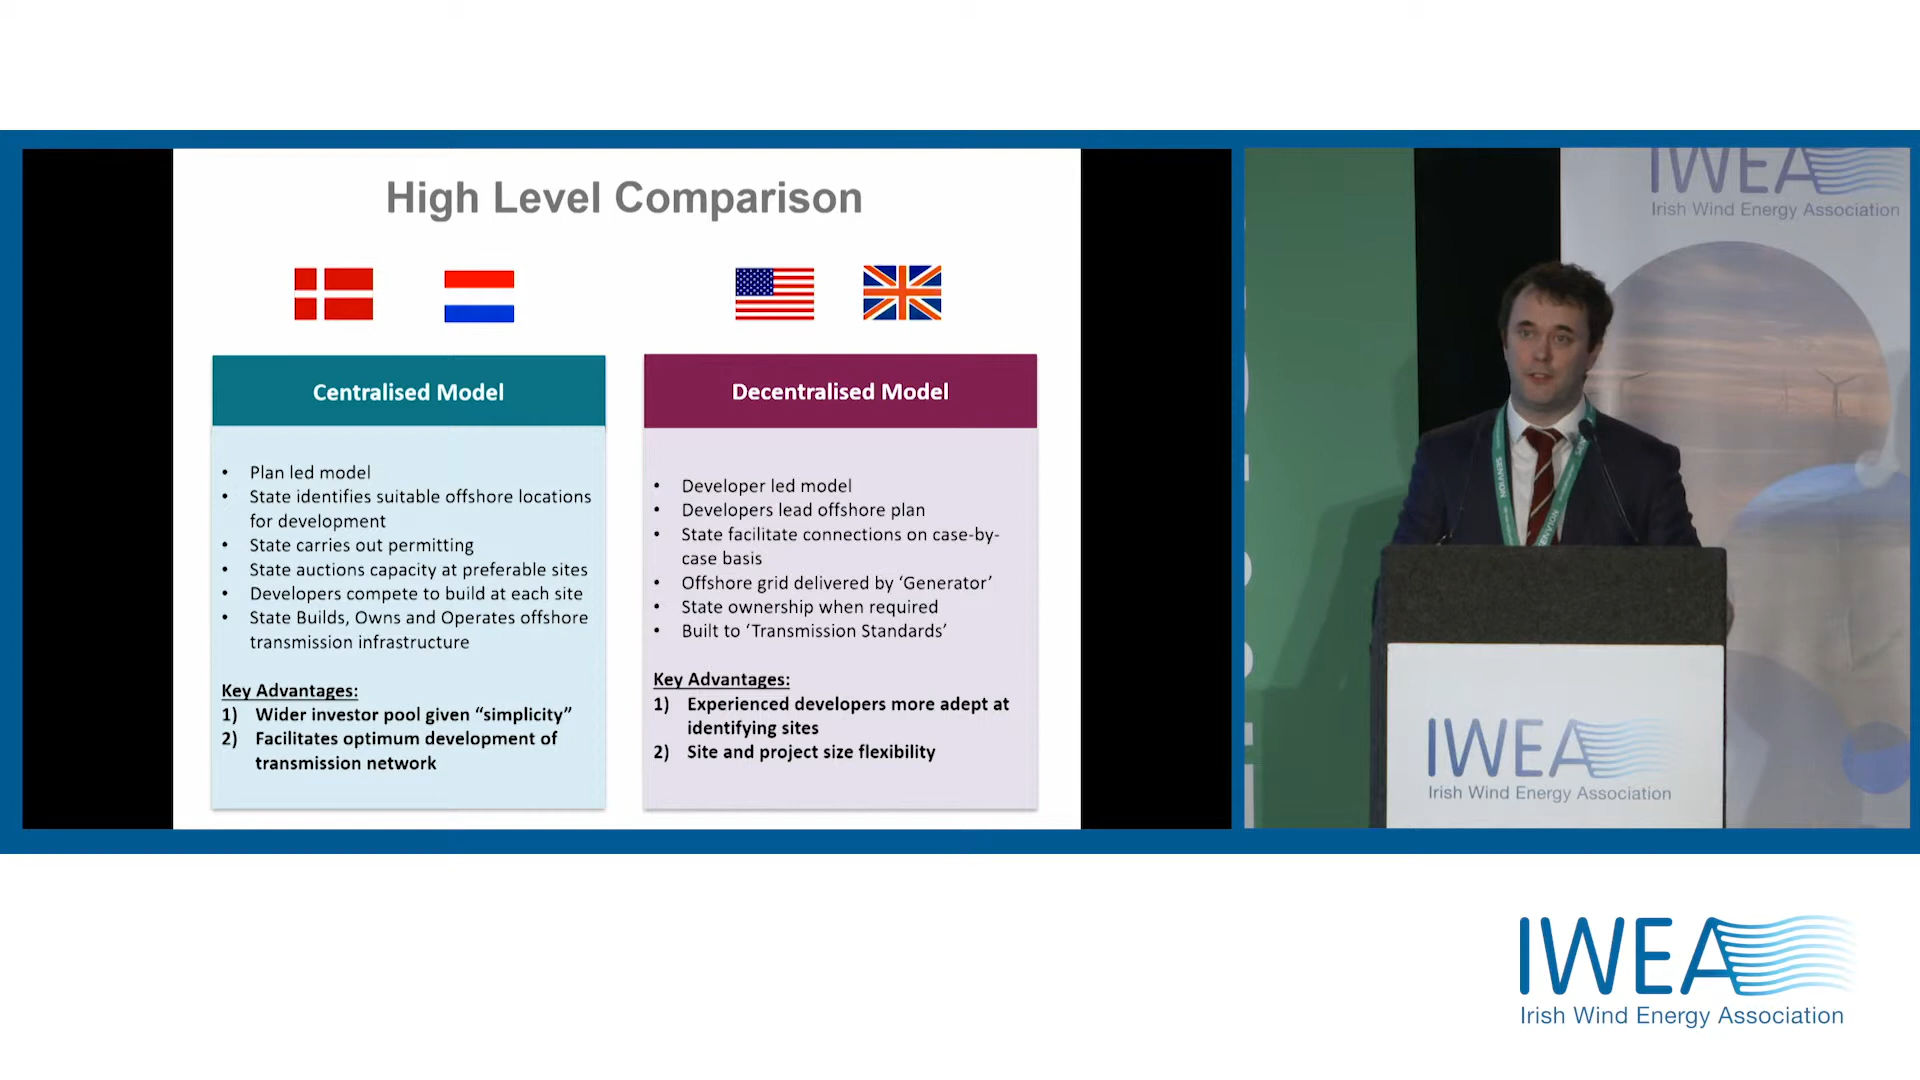 High Level Comparison
Centralised Model
• Plan led model
• State identifies suitable offshore locations
for development
• State carries out permitting
• State auctions capacity at preferable sites
• Developers compete to build at each site
• State Builds, Owns and Operates offshore
transmission infrastructure
Key Advantages:
1) Wider investor pool given “simplicity”
2) Facilitates optimum development of
transmission network
Decentralised Model
• Developer led model
• Developers lead offshore plan
• State facilitate connections on case-by-
case basis
• Offshore grid delivered by ‘Generator’
• State ownership when required
• Built to ‘Transmission Standards’
Key Advantages:
1) Experienced developers more adept at
identifying sites
2) Site and project size flexibility
IWEA
Irish Wind Energy Association
SENVION
SENVION
IWEA
Irish Wind Energy Association
IWEA
Irish Wind Energy Association